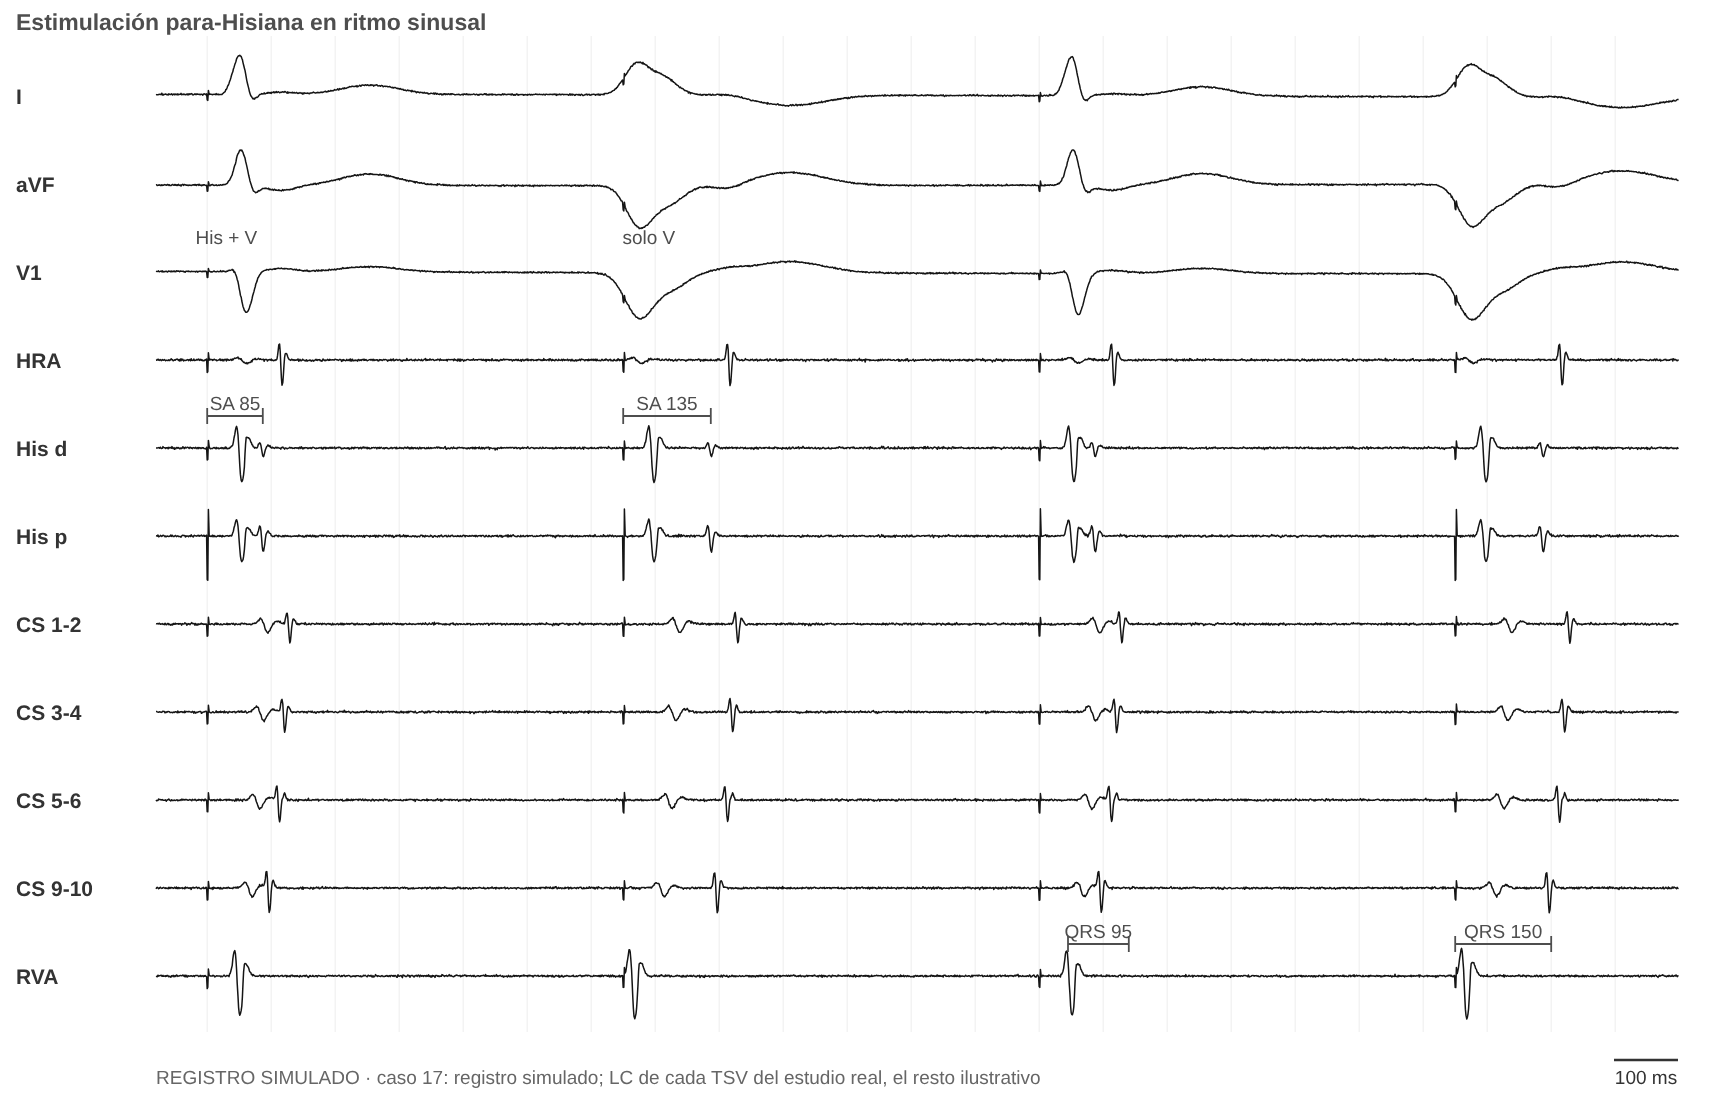 Estimulación para-Hisiana en ritmo sinusal
I
aVF
His + V
solo V
V1
HRA
SA 85
SA 135
His d
His p
CS 1-2
CS 3-4
CS 5-6
CS 9-10
QRS 95
QRS 150
RVA
REGISTRO SIMULADO · caso 17: registro simulado; LC de cada TSV del estudio real, el resto ilustrativo
100 ms